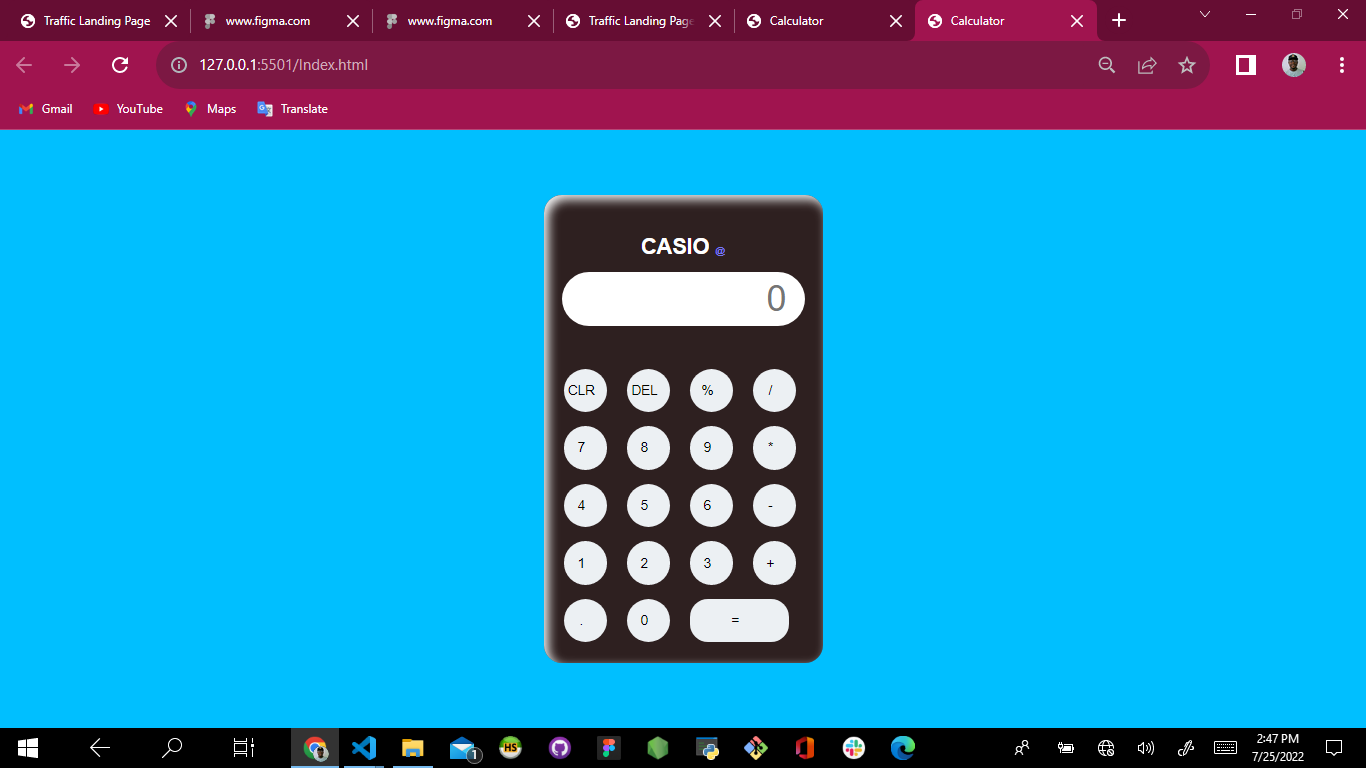 Traffic Landing Page www.figma.com www.figma.com Traffic Landing Page Calculator Calculator
127.0.0.1:5501/Index.html
Gmail YouTube Maps Translate
CASIO @
0
CLR DEL % /
7 8 9 *
4 5 6 -
1 2 3 +
. 0 =
1 HS 2:47 PM
7/25/2022